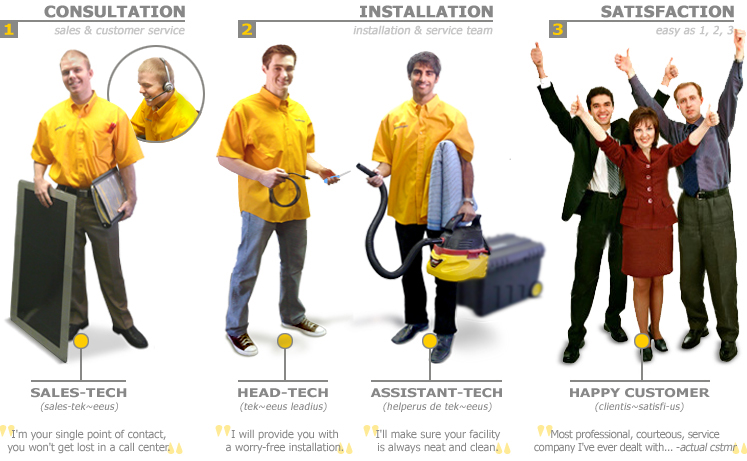 1 CONSULTATION
sales & customer service
2 INSTALLATION
installation & service team
3 SATISFACTION
easy as 1, 2, 3
SALES-TECH
(sales-tek~eeus)
"I'm your single point of contact,
you won't get lost in a call center."
HEAD-TECH
(tek~eeus leadius)
"I will provide you with
a worry-free installation."
ASSISTANT-TECH
(helperus de tek~eeus)
"I'll make sure your facility
is always neat and clean."
HAPPY CUSTOMER
(clientis~satisfi-us)
"Most professional, courteous, service
company I've ever dealt with... -actual cstmr"